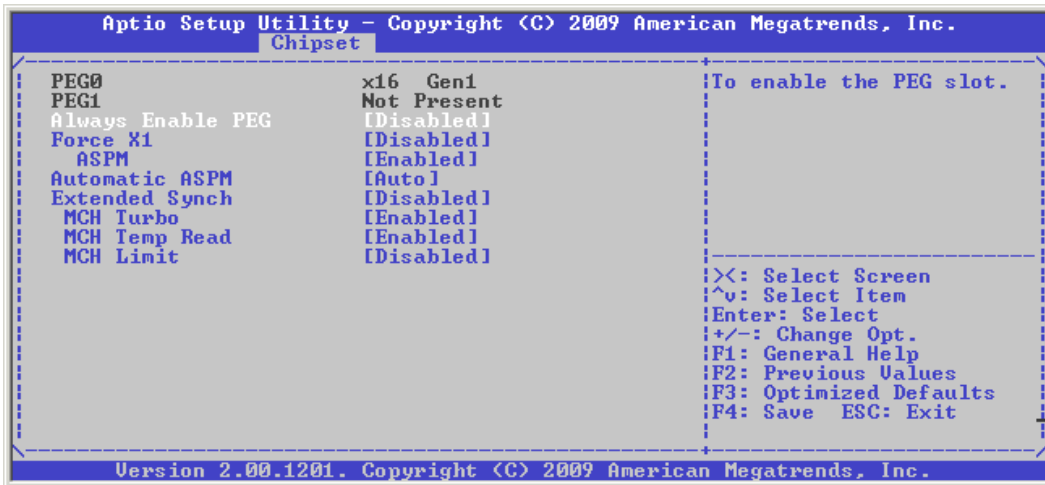 Aptio Setup Utility - Copyright (C) 2009 American Megatrends, Inc.
Chipset
PEG0 x16 Gen1
PEG1 Not Present
Always Enable PEG [Disabled]
Force X1 [Disabled]
ASPM [Enabled]
Automatic ASPM [Auto]
Extended Synch [Disabled]
MCH Turbo [Enabled]
MCH Temp Read [Enabled]
MCH Limit [Disabled]
To enable the PEG slot.
><: Select Screen
^v: Select Item
Enter: Select
+/-: Change Opt.
F1: General Help
F2: Previous Values
F3: Optimized Defaults
F4: Save ESC: Exit
Version 2.00.1201. Copyright (C) 2009 American Megatrends, Inc.